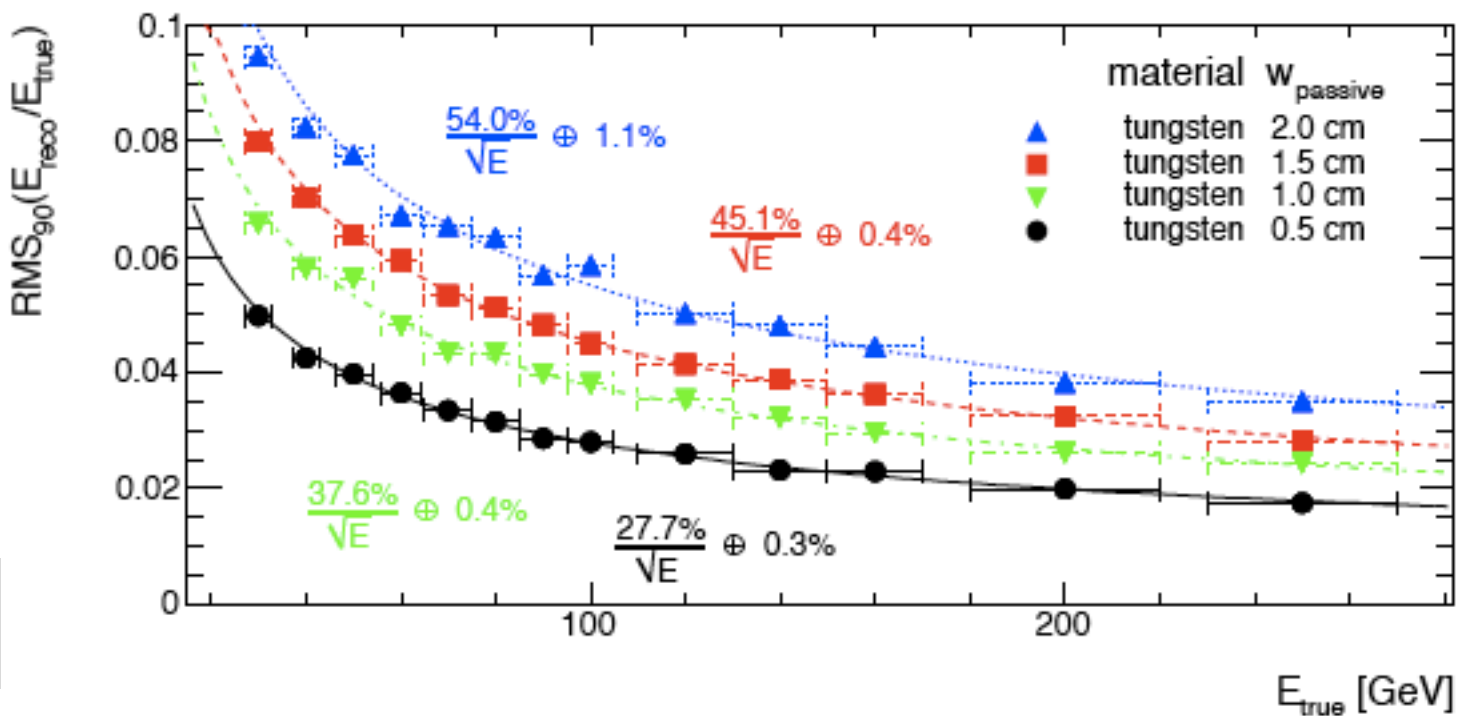 RMS90(Ereco/Etrue)
0.1
0.08
0.06
0.04
0.02
0
material wpassive
tungsten 2.0 cm
tungsten 1.5 cm
tungsten 1.0 cm
tungsten 0.5 cm
54.0%/√E ⊕ 1.1%
45.1%/√E ⊕ 0.4%
37.6%/√E ⊕ 0.4%
27.7%/√E ⊕ 0.3%
100 200
Etrue [GeV]